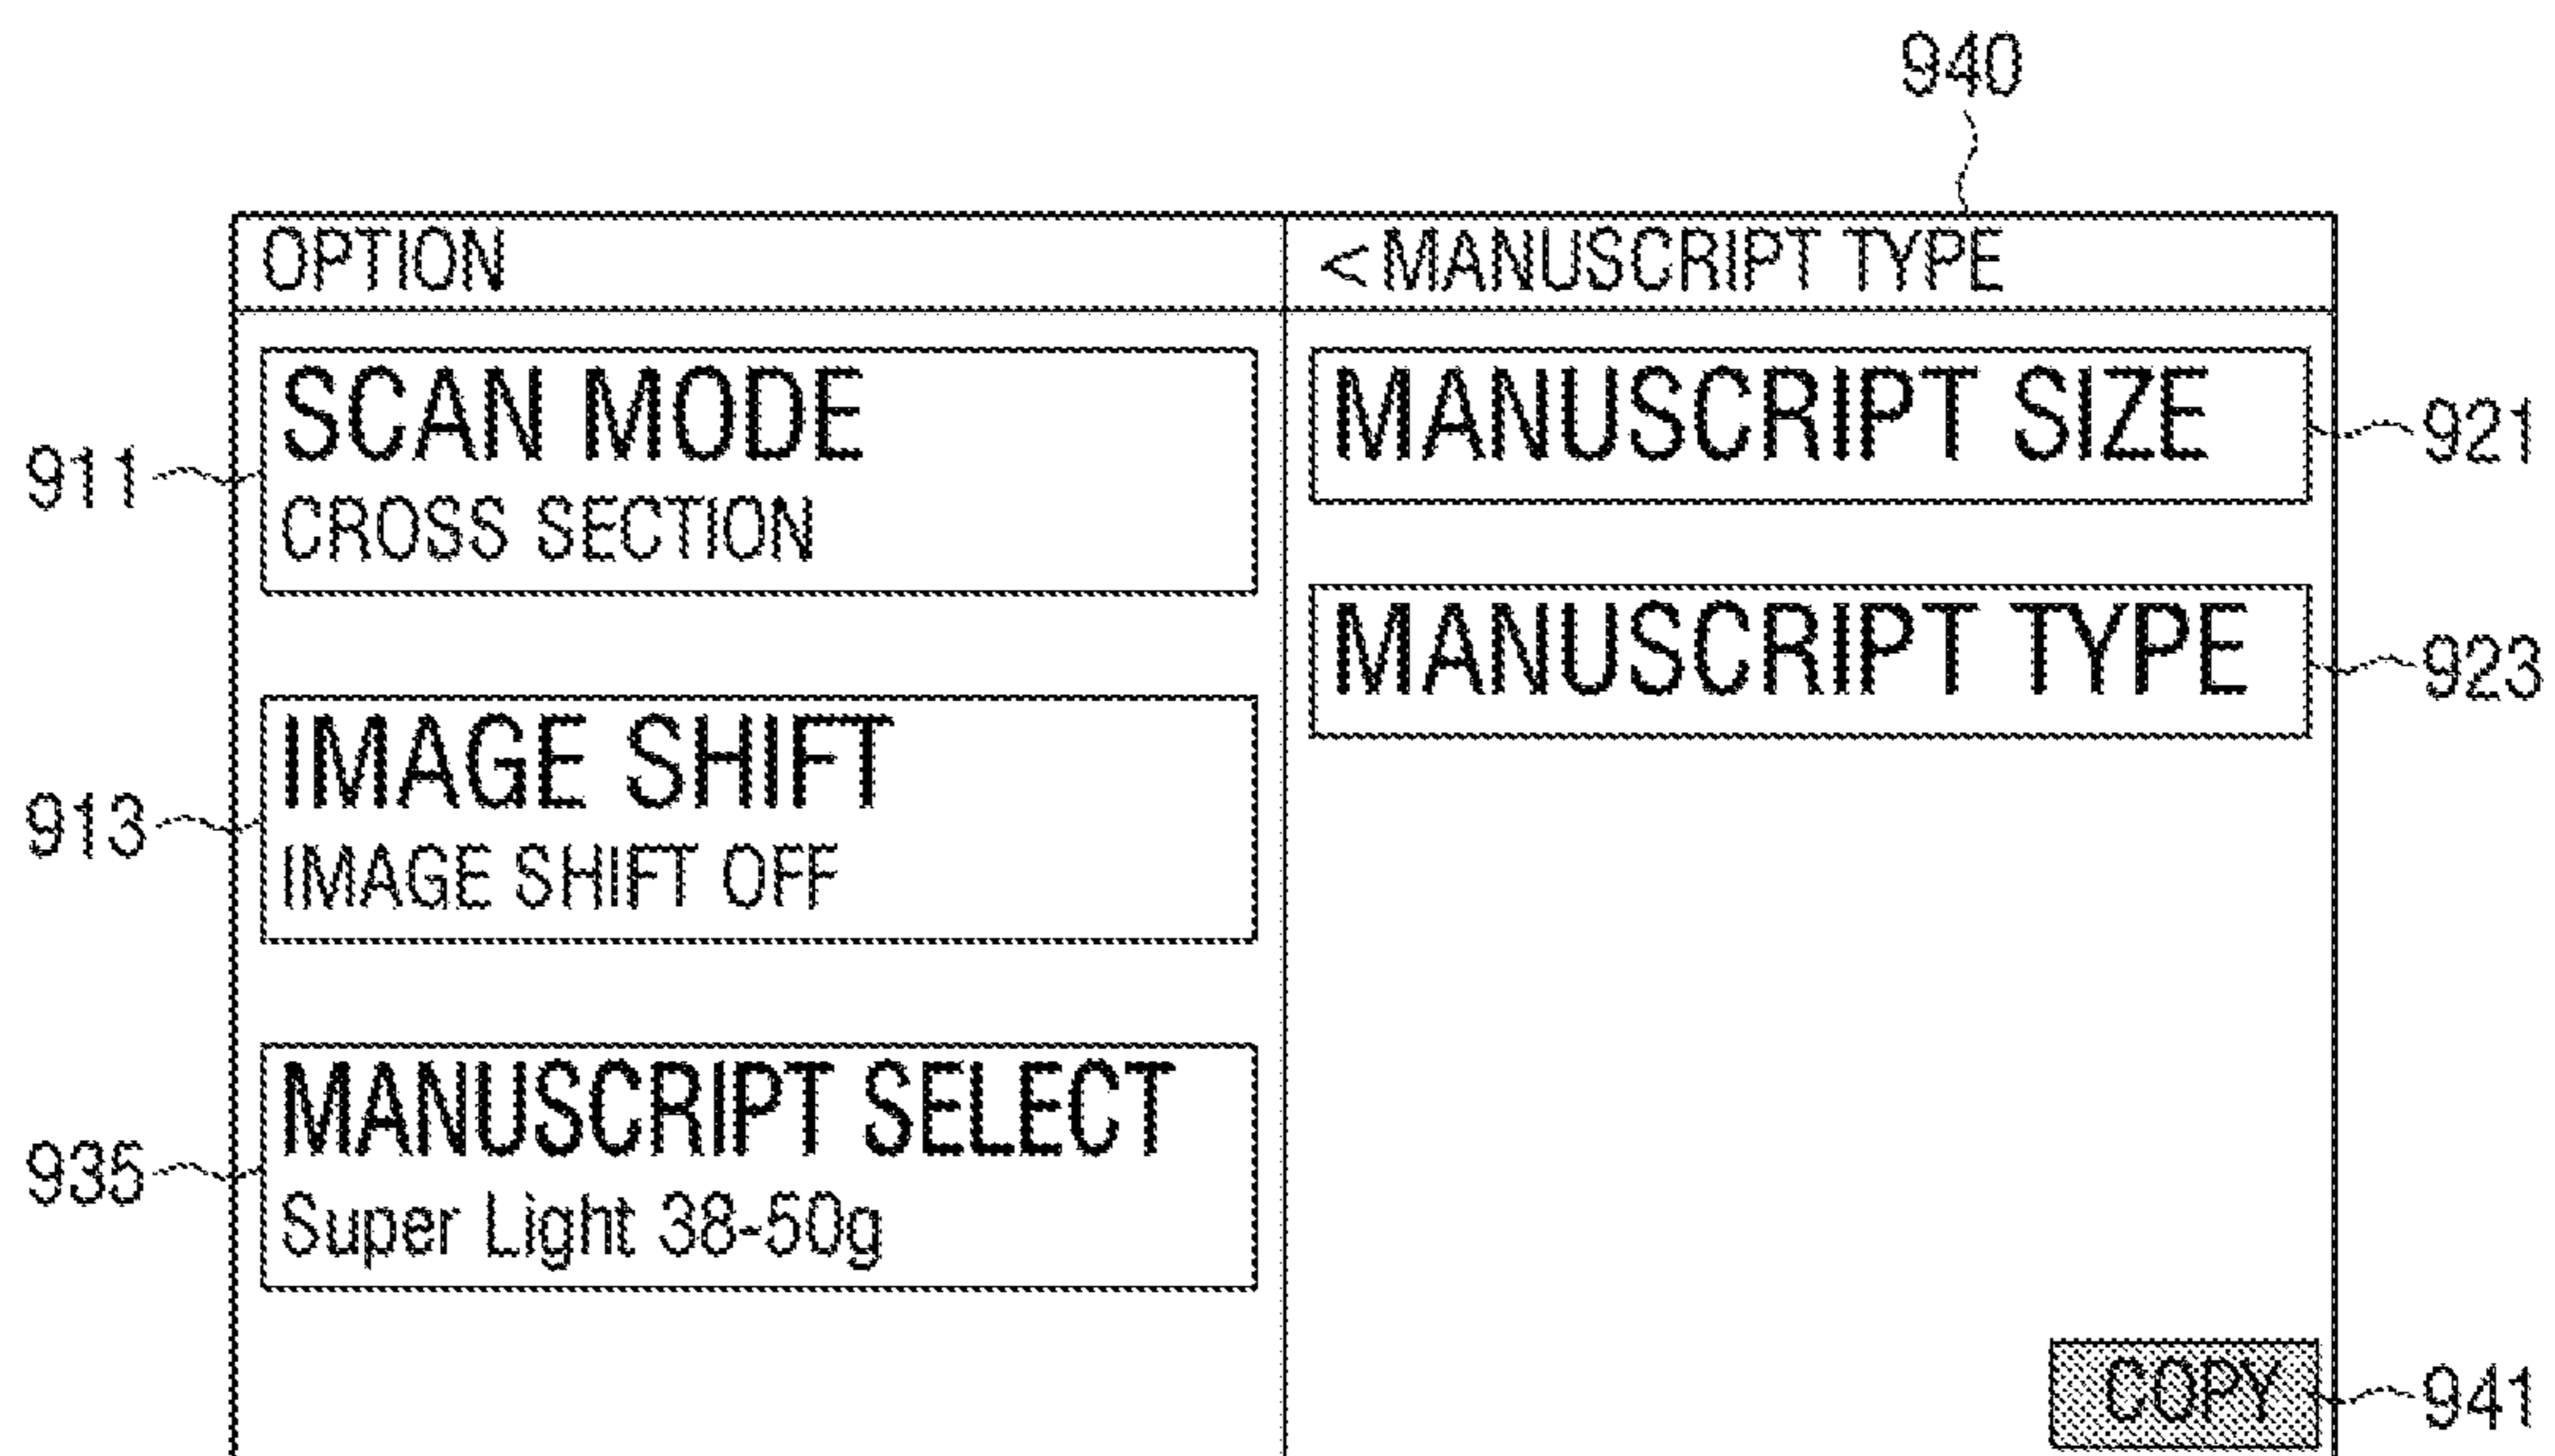 940
OPTION
< MANUSCRIPT TYPE
SCAN MODE
CROSS SECTION
911
IMAGE SHIFT
IMAGE SHIFT OFF
913
MANUSCRIPT SELECT
Super Light 38-50g
935
MANUSCRIPT SIZE
921
MANUSCRIPT TYPE
923
COPY
941